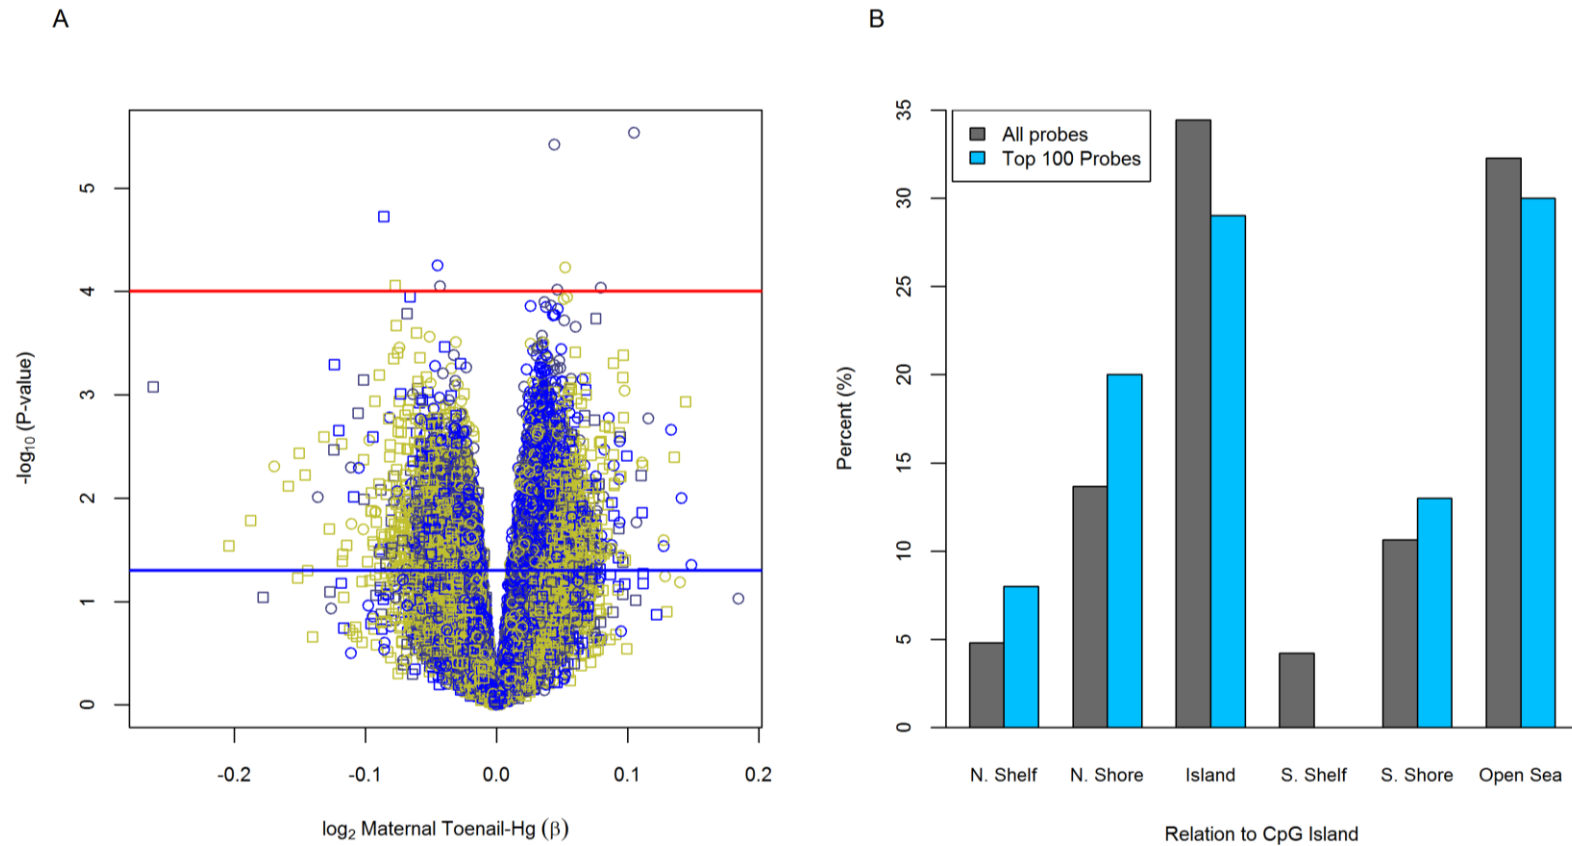 A
-log10 (P-value)
5
4
3
2
1
0
-0.2 -0.1 0.0 0.1 0.2
log2 Maternal Toenail-Hg (β)
B
Percent (%)
35
30
25
20
15
10
5
0
All probes
Top 100 Probes
N. Shelf N. Shore Island S. Shelf S. Shore Open Sea
Relation to CpG Island